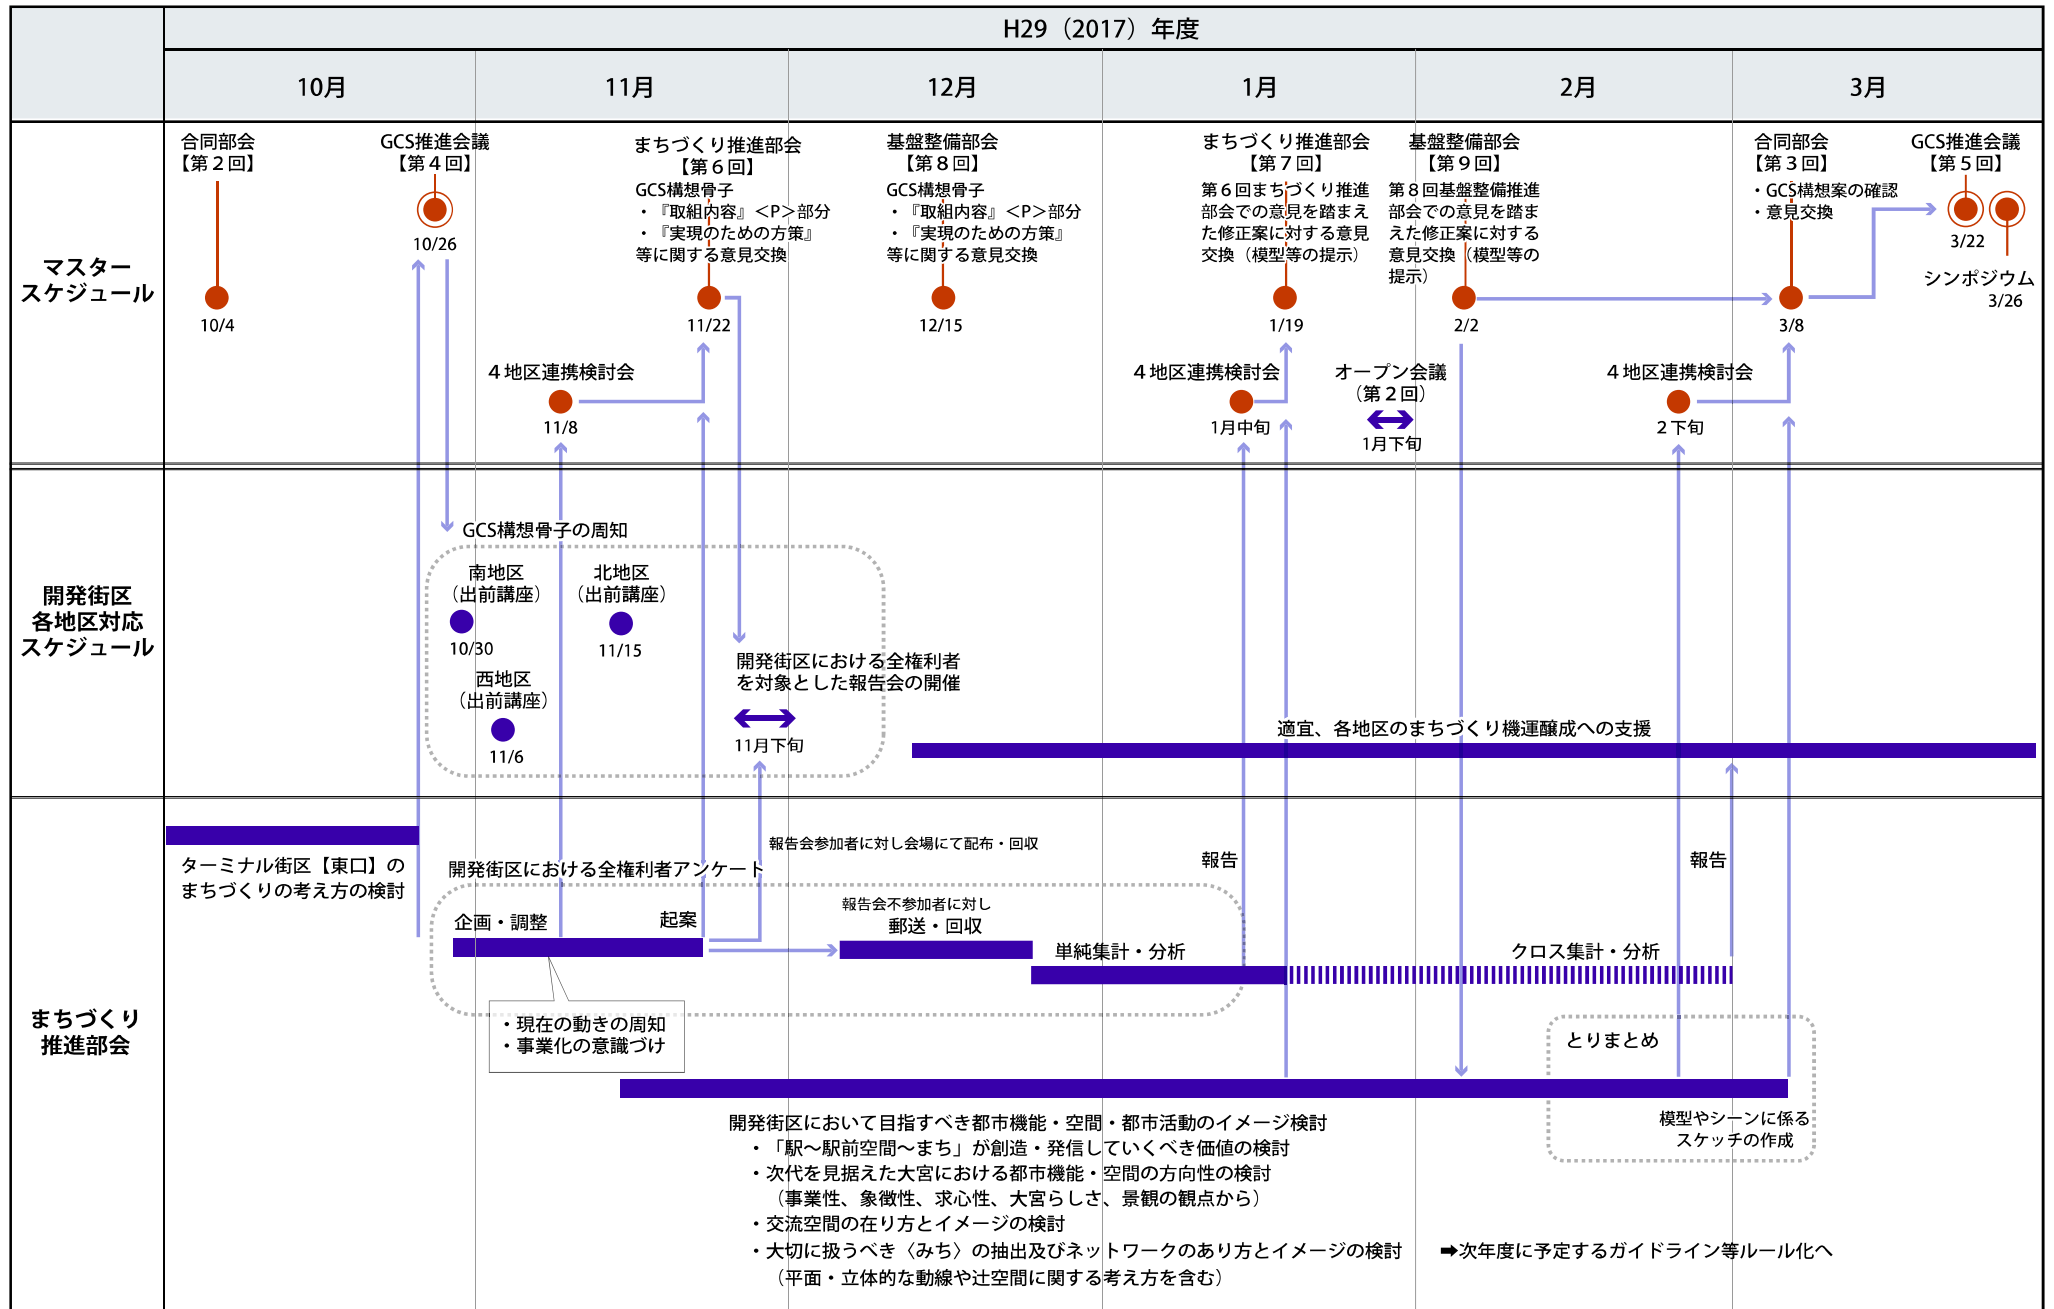 H29（2017）年度
10月
11月
12月
1月
2月
3月
マスター
スケジュール
合同部会
【第２回】
10/4
GCS推進会議
【第４回】
10/26
まちづくり推進部会
【第６回】
GCS構想骨子
・『取組内容』＜P＞部分
・『実現のための方策』
等に関する意見交換
11/22
基盤整備部会
【第８回】
GCS構想骨子
・『取組内容』＜P＞部分
・『実現のための方策』
等に関する意見交換
12/15
まちづくり推進部会
【第７回】
第６回まちづくり推進
部会での意見を踏まえ
た修正案に対する意見
交換（模型等の提示）
1/19
基盤整備部会
【第９回】
第８回基盤整備推進
部会での意見を踏ま
えた修正案に対する
意見交換（模型等の
提示）
2/2
合同部会
【第３回】
・GCS構想案の確認
・意見交換
3/8
GCS推進会議
【第５回】
3/22
シンポジウム
3/26
４地区連携検討会
11/8
４地区連携検討会
1月中旬
オープン会議
（第２回）
1月下旬
４地区連携検討会
２下旬
開発街区
各地区対応
スケジュール
GCS構想骨子の周知
南地区
（出前講座）
10/30
北地区
（出前講座）
11/15
西地区
（出前講座）
11/6
開発街区における全権利者
を対象とした報告会の開催
11月下旬
適宜、各地区のまちづくり機運醸成への支援
まちづくり
推進部会
ターミナル街区【東口】の
まちづくりの考え方の検討
開発街区における全権利者アンケート
報告会参加者に対し会場にて配布・回収
企画・調整
起案
報告会不参加者に対し
郵送・回収
単純集計・分析
報告
クロス集計・分析
報告
・現在の動きの周知
・事業化の意識づけ
とりまとめ
模型やシーンに係る
スケッチの作成
開発街区において目指すべき都市機能・空間・都市活動のイメージ検討
・「駅～駅前空間～まち」が創造・発信していくべき価値の検討
・次代を見据えた大宮における都市機能・空間の方向性の検討
（事業性、象徴性、求心性、大宮らしさ、景観の観点から）
・交流空間の在り方とイメージの検討
・大切に扱うべき〈みち〉の抽出及びネットワークのあり方とイメージの検討　➡次年度に予定するガイドライン等ルール化へ
（平面・立体的な動線や辻空間に関する考え方を含む）